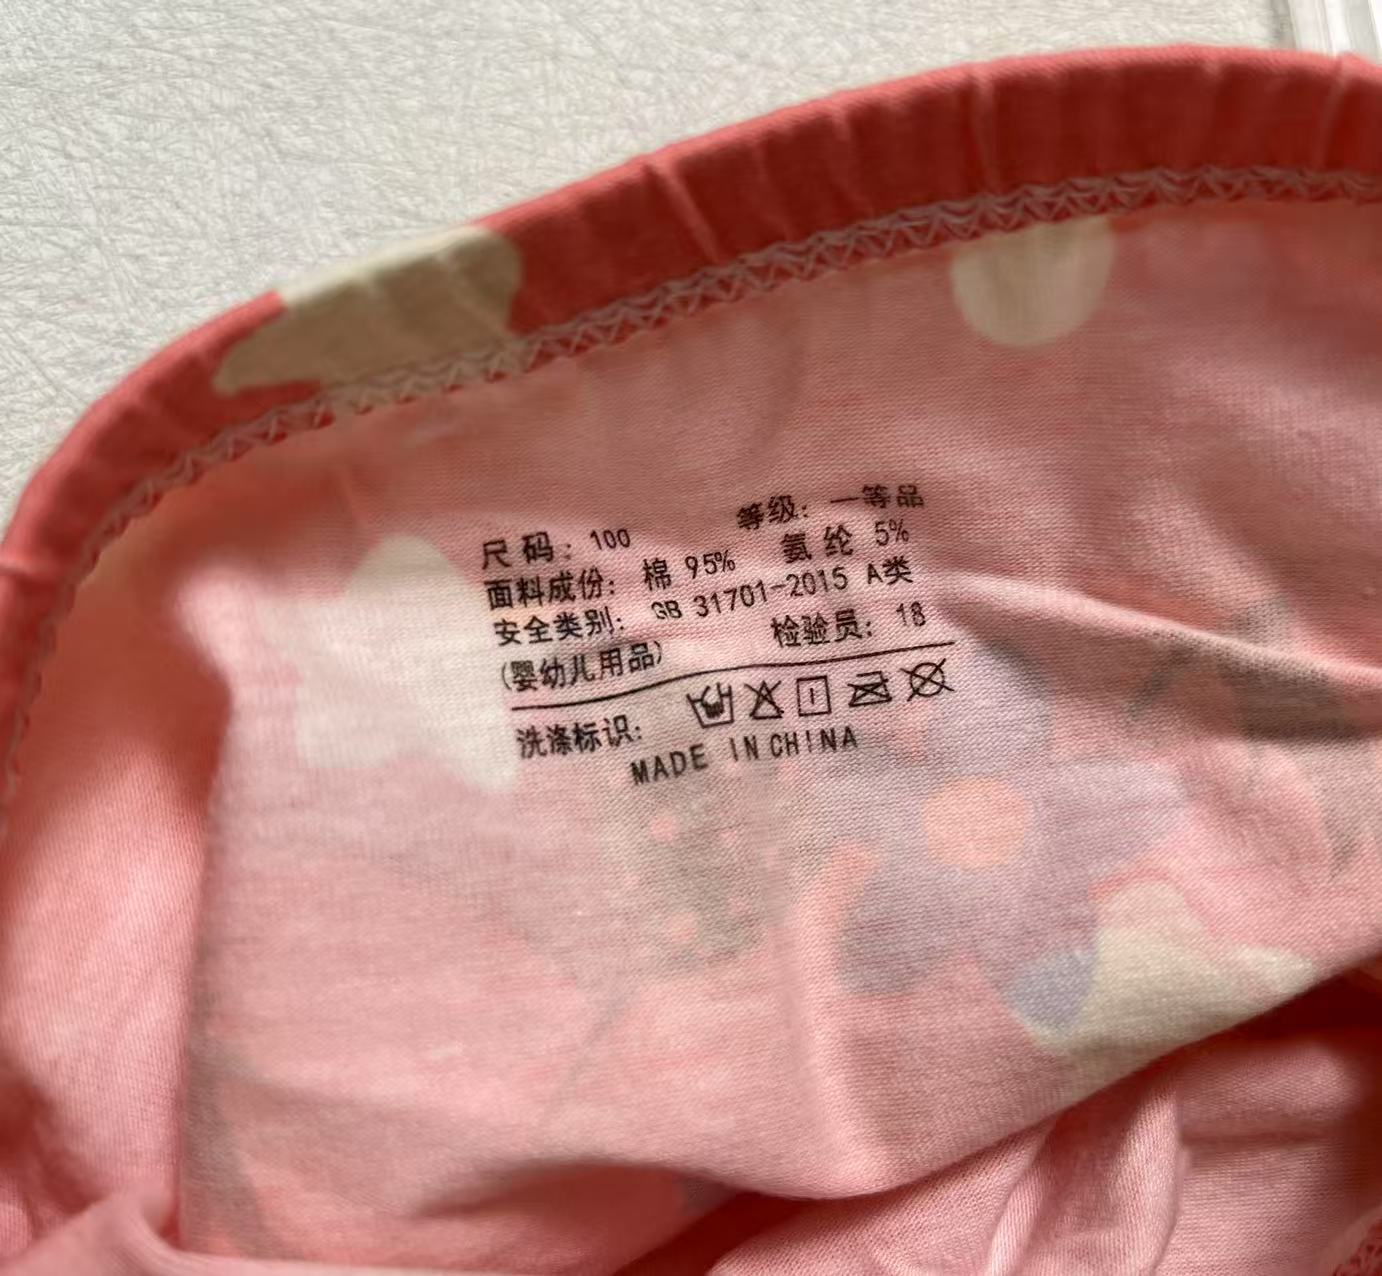 尺码：100 等级：一等品
面料成份：棉 95% 氨纶 5%
安全类别：GB 31701-2015 A类
(婴幼儿用品) 检验员：18
洗涤标识：
MADE IN CHINA